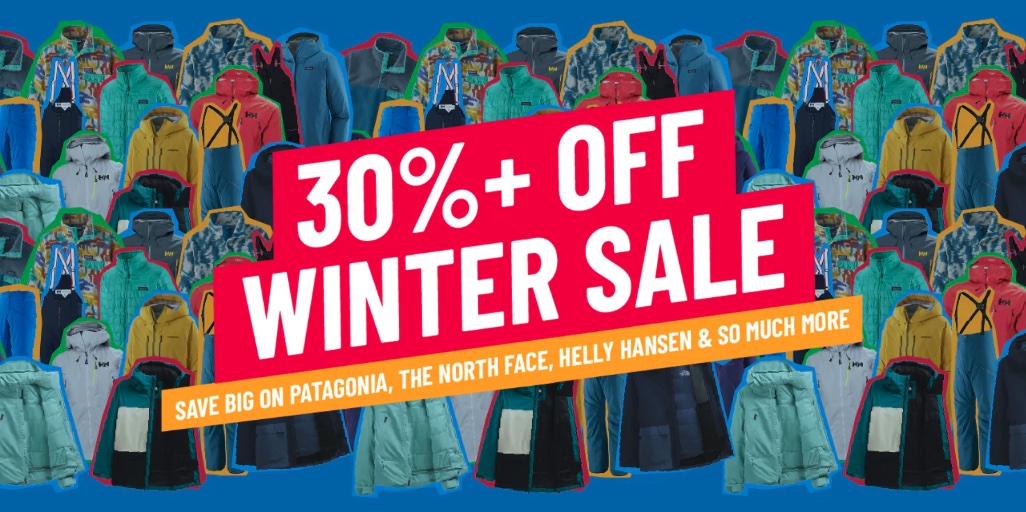 30%+ OFF
WINTER SALE
SAVE BIG ON PATAGONIA, THE NORTH FACE, HELLY HANSEN & SO MUCH MORE